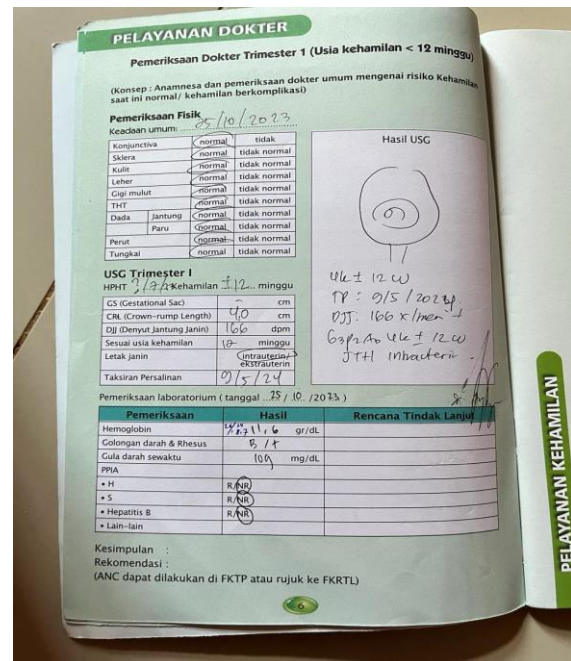 PELAYANAN DOKTER
Pemeriksaan Dokter Trimester 1 (Usia kehamilan < 12 minggu)
(Konsep : Anamnesa dan pemeriksaan dokter umum mengenai risiko Kehamilan
saat ini normal/ kehamilan berkomplikasi)
Pemeriksaan Fisik
Keadaan umum: 25/10/2023
Konjunctiva normal tidak
Sklera normal tidak normal
Kulit normal tidak normal
Leher normal tidak normal
Gigi mulut normal tidak normal
THT normal tidak normal
Dada Jantung normal tidak normal
Paru normal tidak normal
Perut normal tidak normal
Tungkai normal tidak normal
Hasil USG
Uk ± 12 w
TP : 9/5/2024
DJJ : 166 x/men
G3P2A0 Uk ± 12 w
JTH intrauterin
USG Trimester I
HPHT Kehamilan ±12 minggu
GS (Gestational Sac) - cm
CRL (Crown-rump Length) 4,0 cm
DJJ (Denyut Jantung Janin) 166 dpm
Sesuai usia kehamilan 12 minggu
Letak janin intrauterin/
ekstrauterin
Taksiran Persalinan 9/5/24
Pemeriksaan laboratorium ( tanggal 25 / 10 /2023 )
Pemeriksaan Hasil Rencana Tindak Lanjut
Hemoglobin 11,6 gr/dL
Golongan darah & Rhesus B /+
Gula darah sewaktu 109 mg/dL
PPIA
• H R/NR
• S R/NR
• Hepatitis B R/NR
• Lain-lain
Kesimpulan :
Rekomendasi :
(ANC dapat dilakukan di FKTP atau rujuk ke FKRTL)
6
PELAYANAN KEHAMILAN